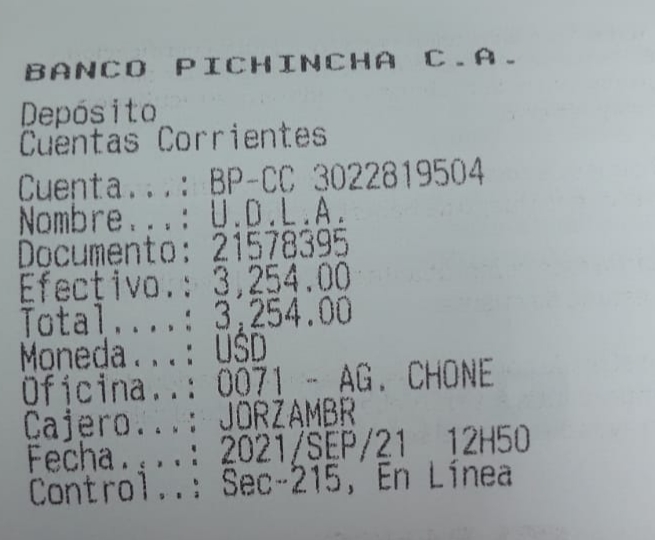 BANCO PICHINCHA C.A.
Depósito
Cuentas Corrientes
Cuenta...: BP-CC 3022819504
Nombre...: U.D.L.A.
Documento: 21578395
Efectivo.: 3,254.00
Total....: 3,254.00
Moneda...: USD
Oficina..: 0071 - AG. CHONE
Cajero...: JORZAMBR
Fecha....: 2021/SEP/21 12H50
Control..: Sec-215, En Línea